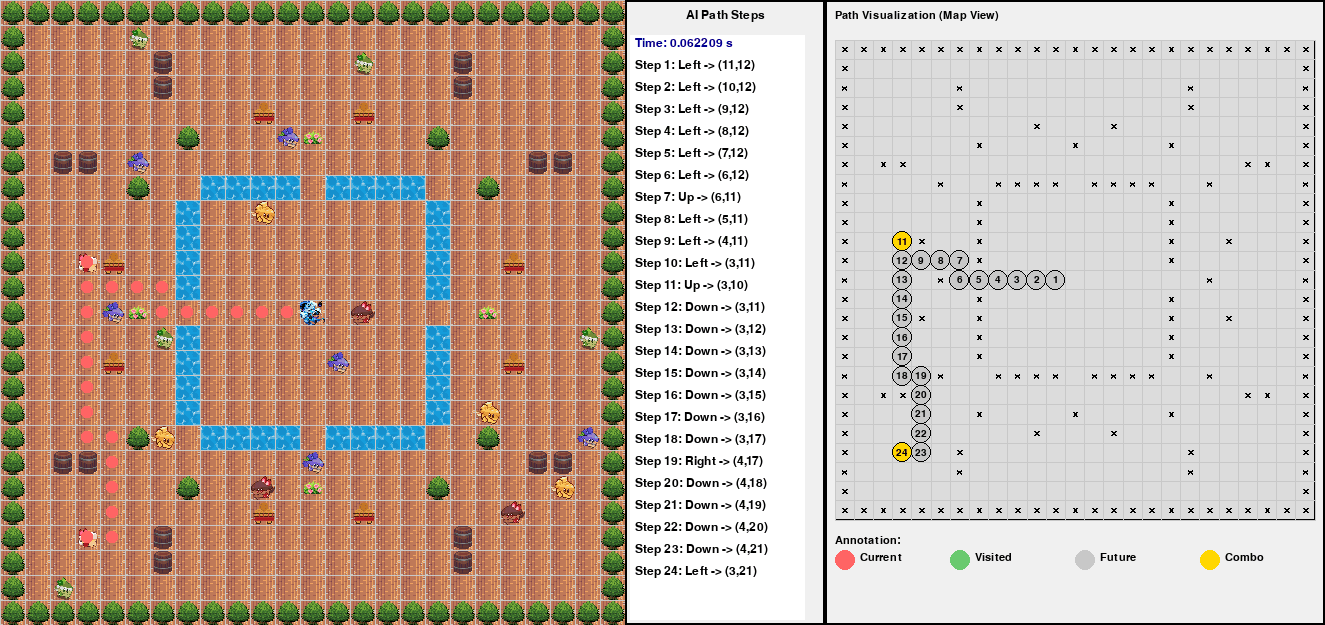 AI Path Steps
Time: 0.062209 s
Step 1: Left -> (11,12)
Step 2: Left -> (10,12)
Step 3: Left -> (9,12)
Step 4: Left -> (8,12)
Step 5: Left -> (7,12)
Step 6: Left -> (6,12)
Step 7: Up -> (6,11)
Step 8: Left -> (5,11)
Step 9: Left -> (4,11)
Step 10: Left -> (3,11)
Step 11: Up -> (3,10)
Step 12: Down -> (3,11)
Step 13: Down -> (3,12)
Step 14: Down -> (3,13)
Step 15: Down -> (3,14)
Step 16: Down -> (3,15)
Step 17: Down -> (3,16)
Step 18: Down -> (3,17)
Step 19: Right -> (4,17)
Step 20: Down -> (4,18)
Step 21: Down -> (4,19)
Step 22: Down -> (4,20)
Step 23: Down -> (4,21)
Step 24: Left -> (3,21)
Path Visualization (Map View)
11
12 9 8 7
13 6 5 4 3 2 1
14
15
16
17
18 19
20
21
22
24 23
Annotation:
Current Visited Future Combo